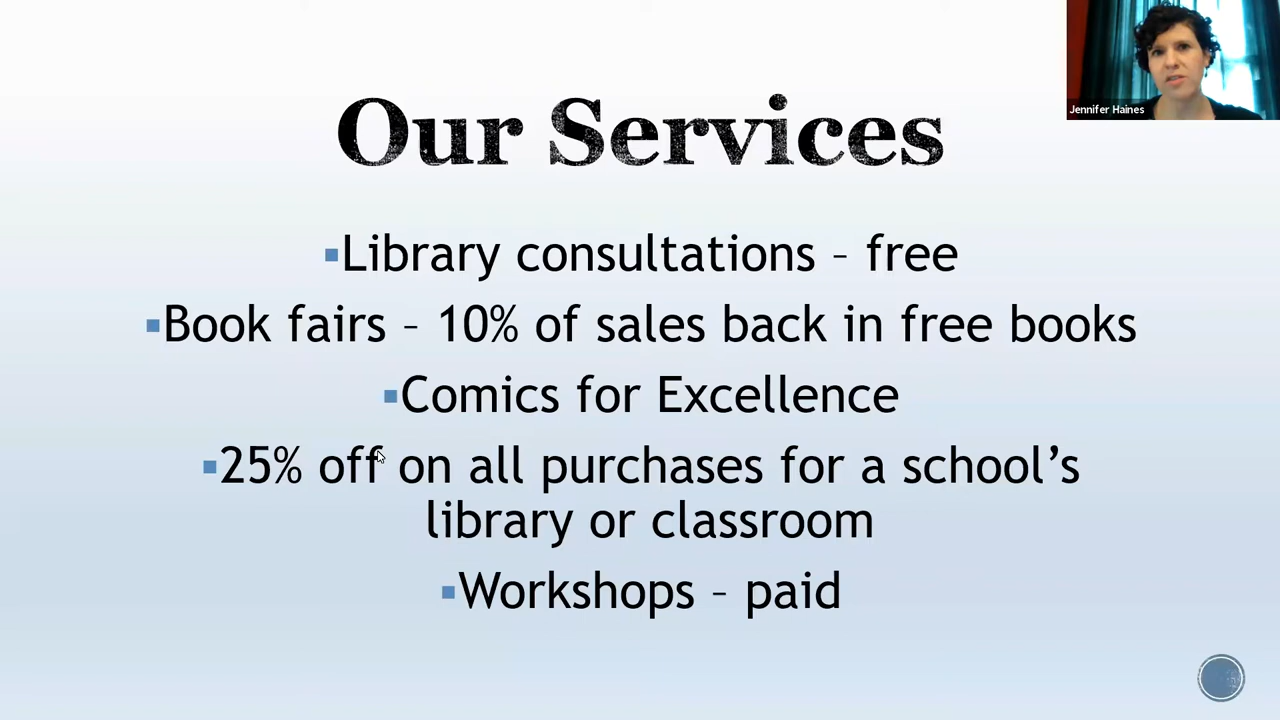 Jennifer Haines
Our Services
▪Library consultations – free
▪Book fairs – 10% of sales back in free books
▪Comics for Excellence
▪25% off on all purchases for a school’s
library or classroom
▪Workshops – paid